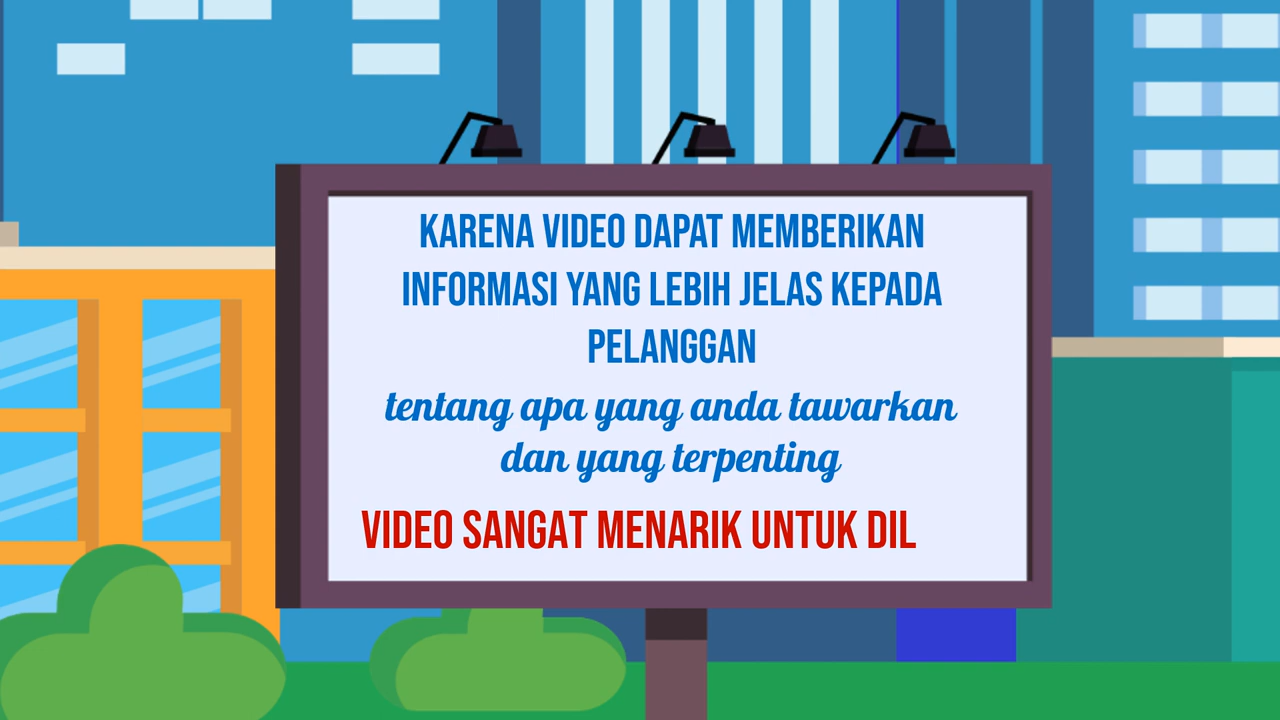 KARENA VIDEO DAPAT MEMBERIKAN
INFORMASI YANG LEBIH JELAS KEPADA
PELANGGAN
tentang apa yang anda tawarkan
dan yang terpenting
VIDEO SANGAT MENARIK UNTUK DIL